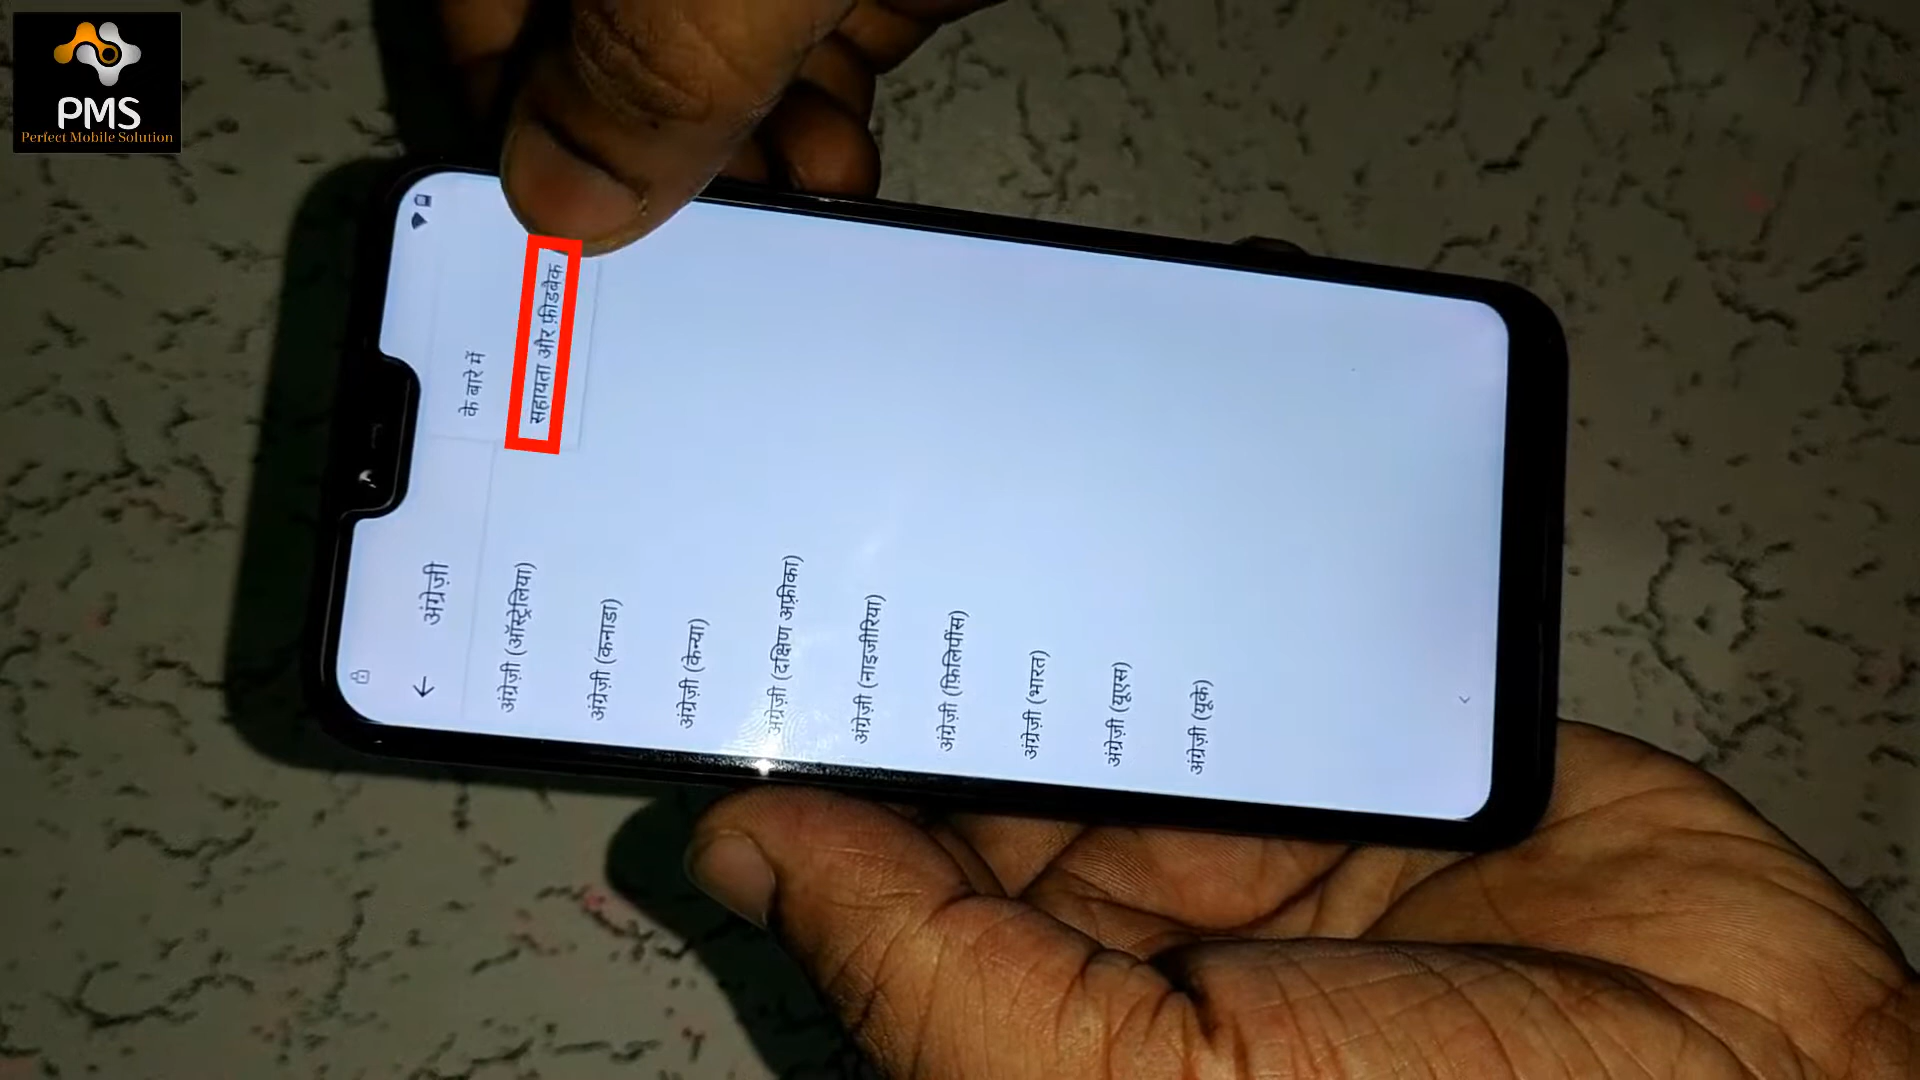 PMS
Perfect Mobile Solution
अंग्रेज़ी
के बारे में
सहायता और फ़ीडबैक
अंग्रेज़ी (ऑस्ट्रेलिया)
अंग्रेज़ी (कनाडा)
अंग्रेज़ी (केन्या)
अंग्रेज़ी (दक्षिण अफ़्रीका)
अंग्रेज़ी (नाइजीरिया)
अंग्रेज़ी (फ़िलिपींस)
अंग्रेज़ी (भारत)
अंग्रेज़ी (यूएस)
अंग्रेज़ी (यूके)